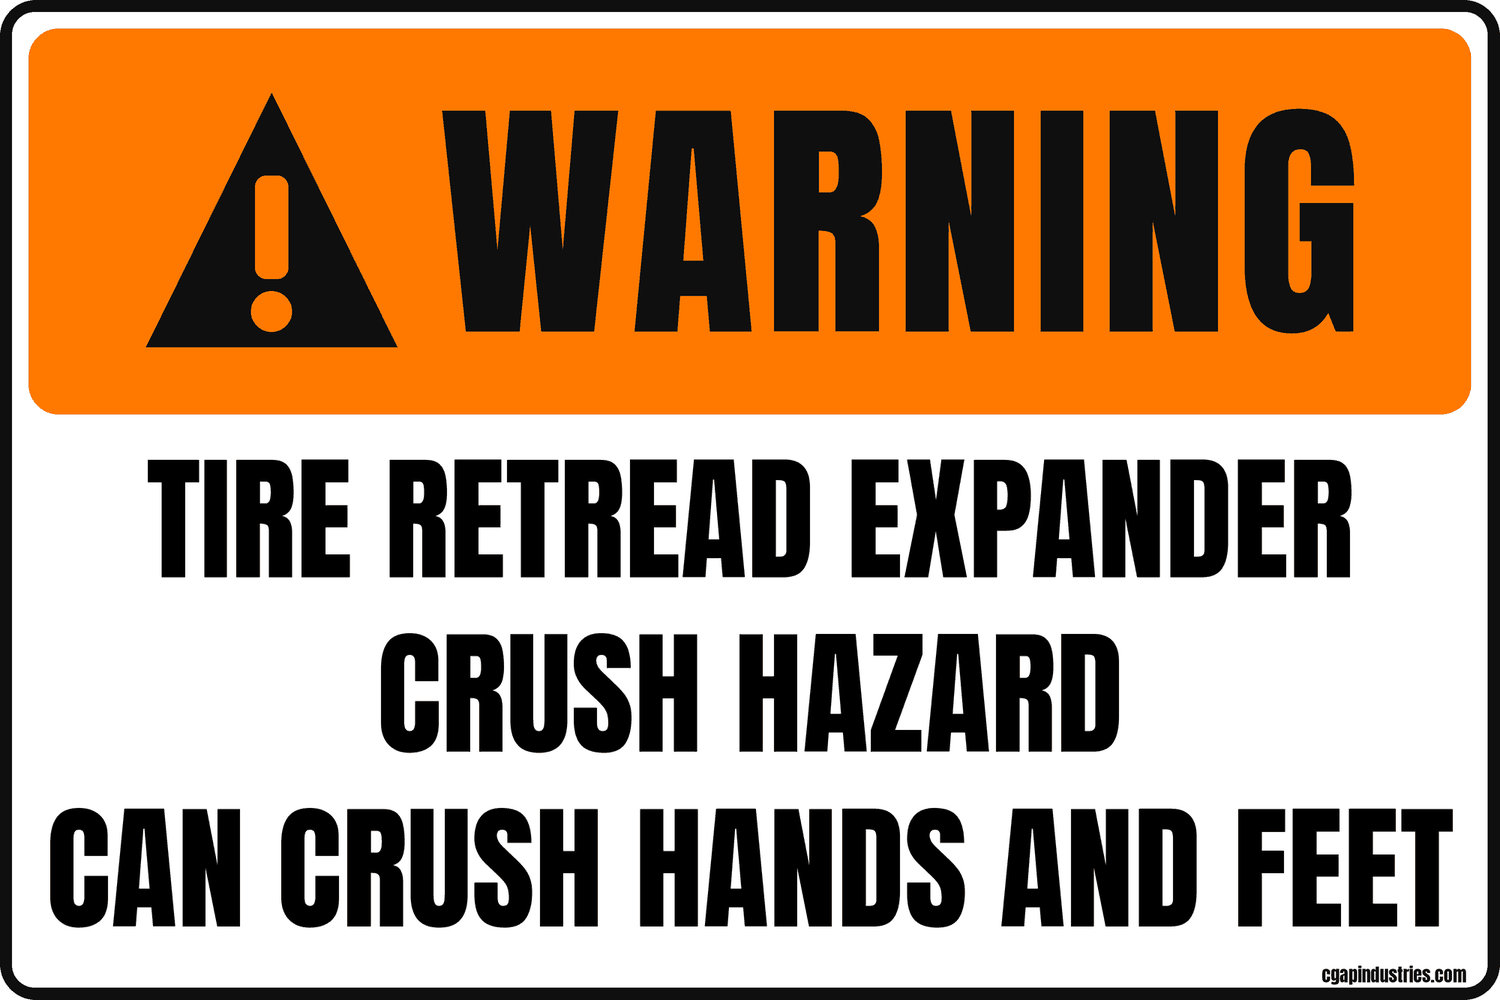 WARNING
TIRE RETREAD EXPANDER
CRUSH HAZARD
CAN CRUSH HANDS AND FEET
cgapindustries.com